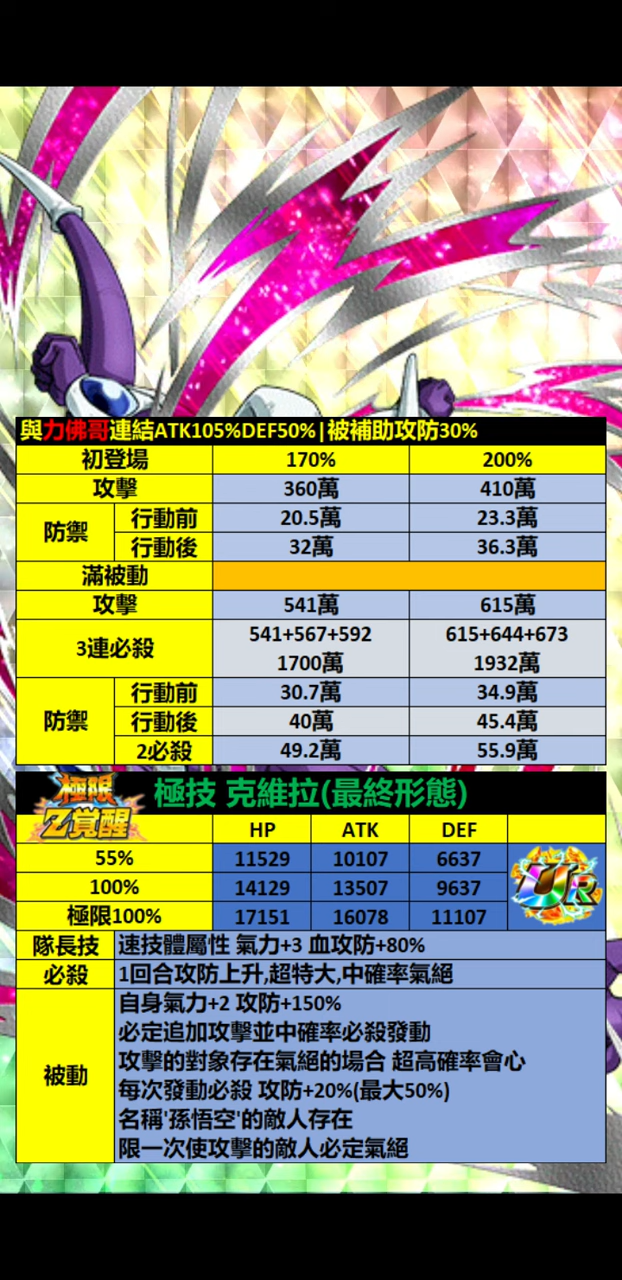 與力佛哥連結ATK105%DEF50%|被補助攻防30%
初登場 170% 200%
攻擊 360萬 410萬
防禦 行動前 20.5萬 23.3萬
行動後 32萬 36.3萬
滿被動
攻擊 541萬 615萬
3連必殺 541+567+592 615+644+673
1700萬 1932萬
防禦 行動前 30.7萬 34.9萬
行動後 40萬 45.4萬
2必殺 49.2萬 55.9萬
極限Z覺醒 極技 克維拉(最終形態)
HP ATK DEF
55% 11529 10107 6637
100% 14129 13507 9637 UR
極限100% 17151 16078 11107
隊長技 速技體屬性 氣力+3 血攻防+80%
必殺 1回合攻防上升,超特大,中確率氣絕
被動 自身氣力+2 攻防+150%
必定追加攻擊並中確率必殺發動
攻擊的對象存在氣絕的場合 超高確率會心
每次發動必殺 攻防+20%(最大50%)
名稱'孫悟空'的敵人存在
限一次使攻擊的敵人必定氣絕